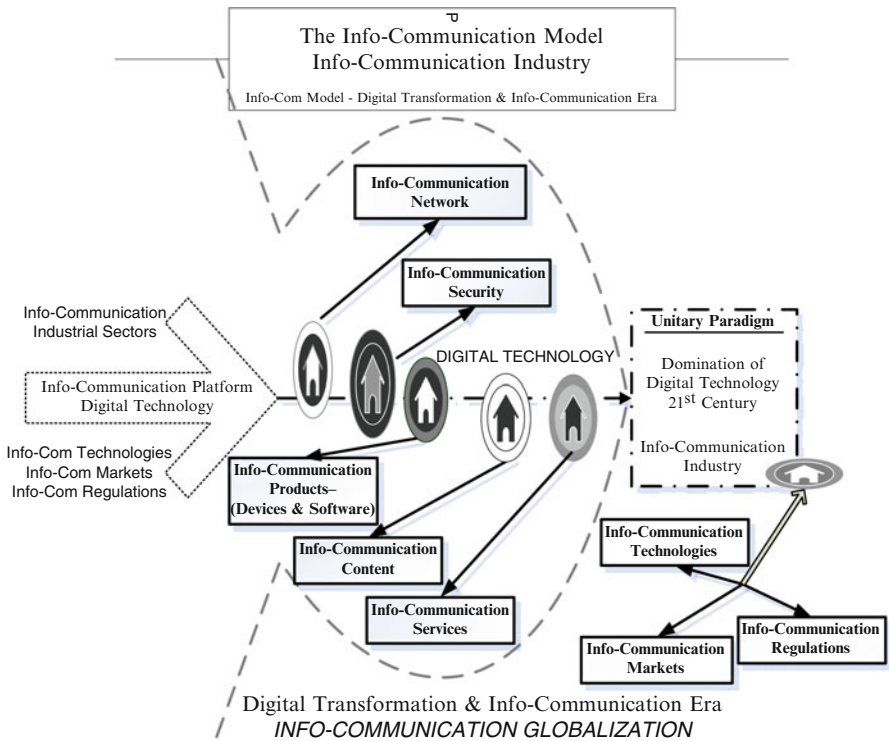 P
The Info-Communication Model
Info-Communication Industry
Info-Com Model - Digital Transformation & Info-Communication Era
Info-Communication
Network
Info-Communication
Security
Info-Communication
Industrial Sectors
DIGITAL TECHNOLOGY
Info-Communication Platform
Digital Technology
Info-Com Technologies
Info-Com Markets
Info-Com Regulations
Info-Communication
Products–
(Devices & Software)
Info-Communication
Content
Info-Communication
Services
Unitary Paradigm
Domination of
Digital Technology
21st Century
Info-Communication
Industry
Info-Communication
Technologies
Info-Communication
Markets
Info-Communication
Regulations
Digital Transformation & Info-Communication Era
INFO-COMMUNICATION GLOBALIZATION